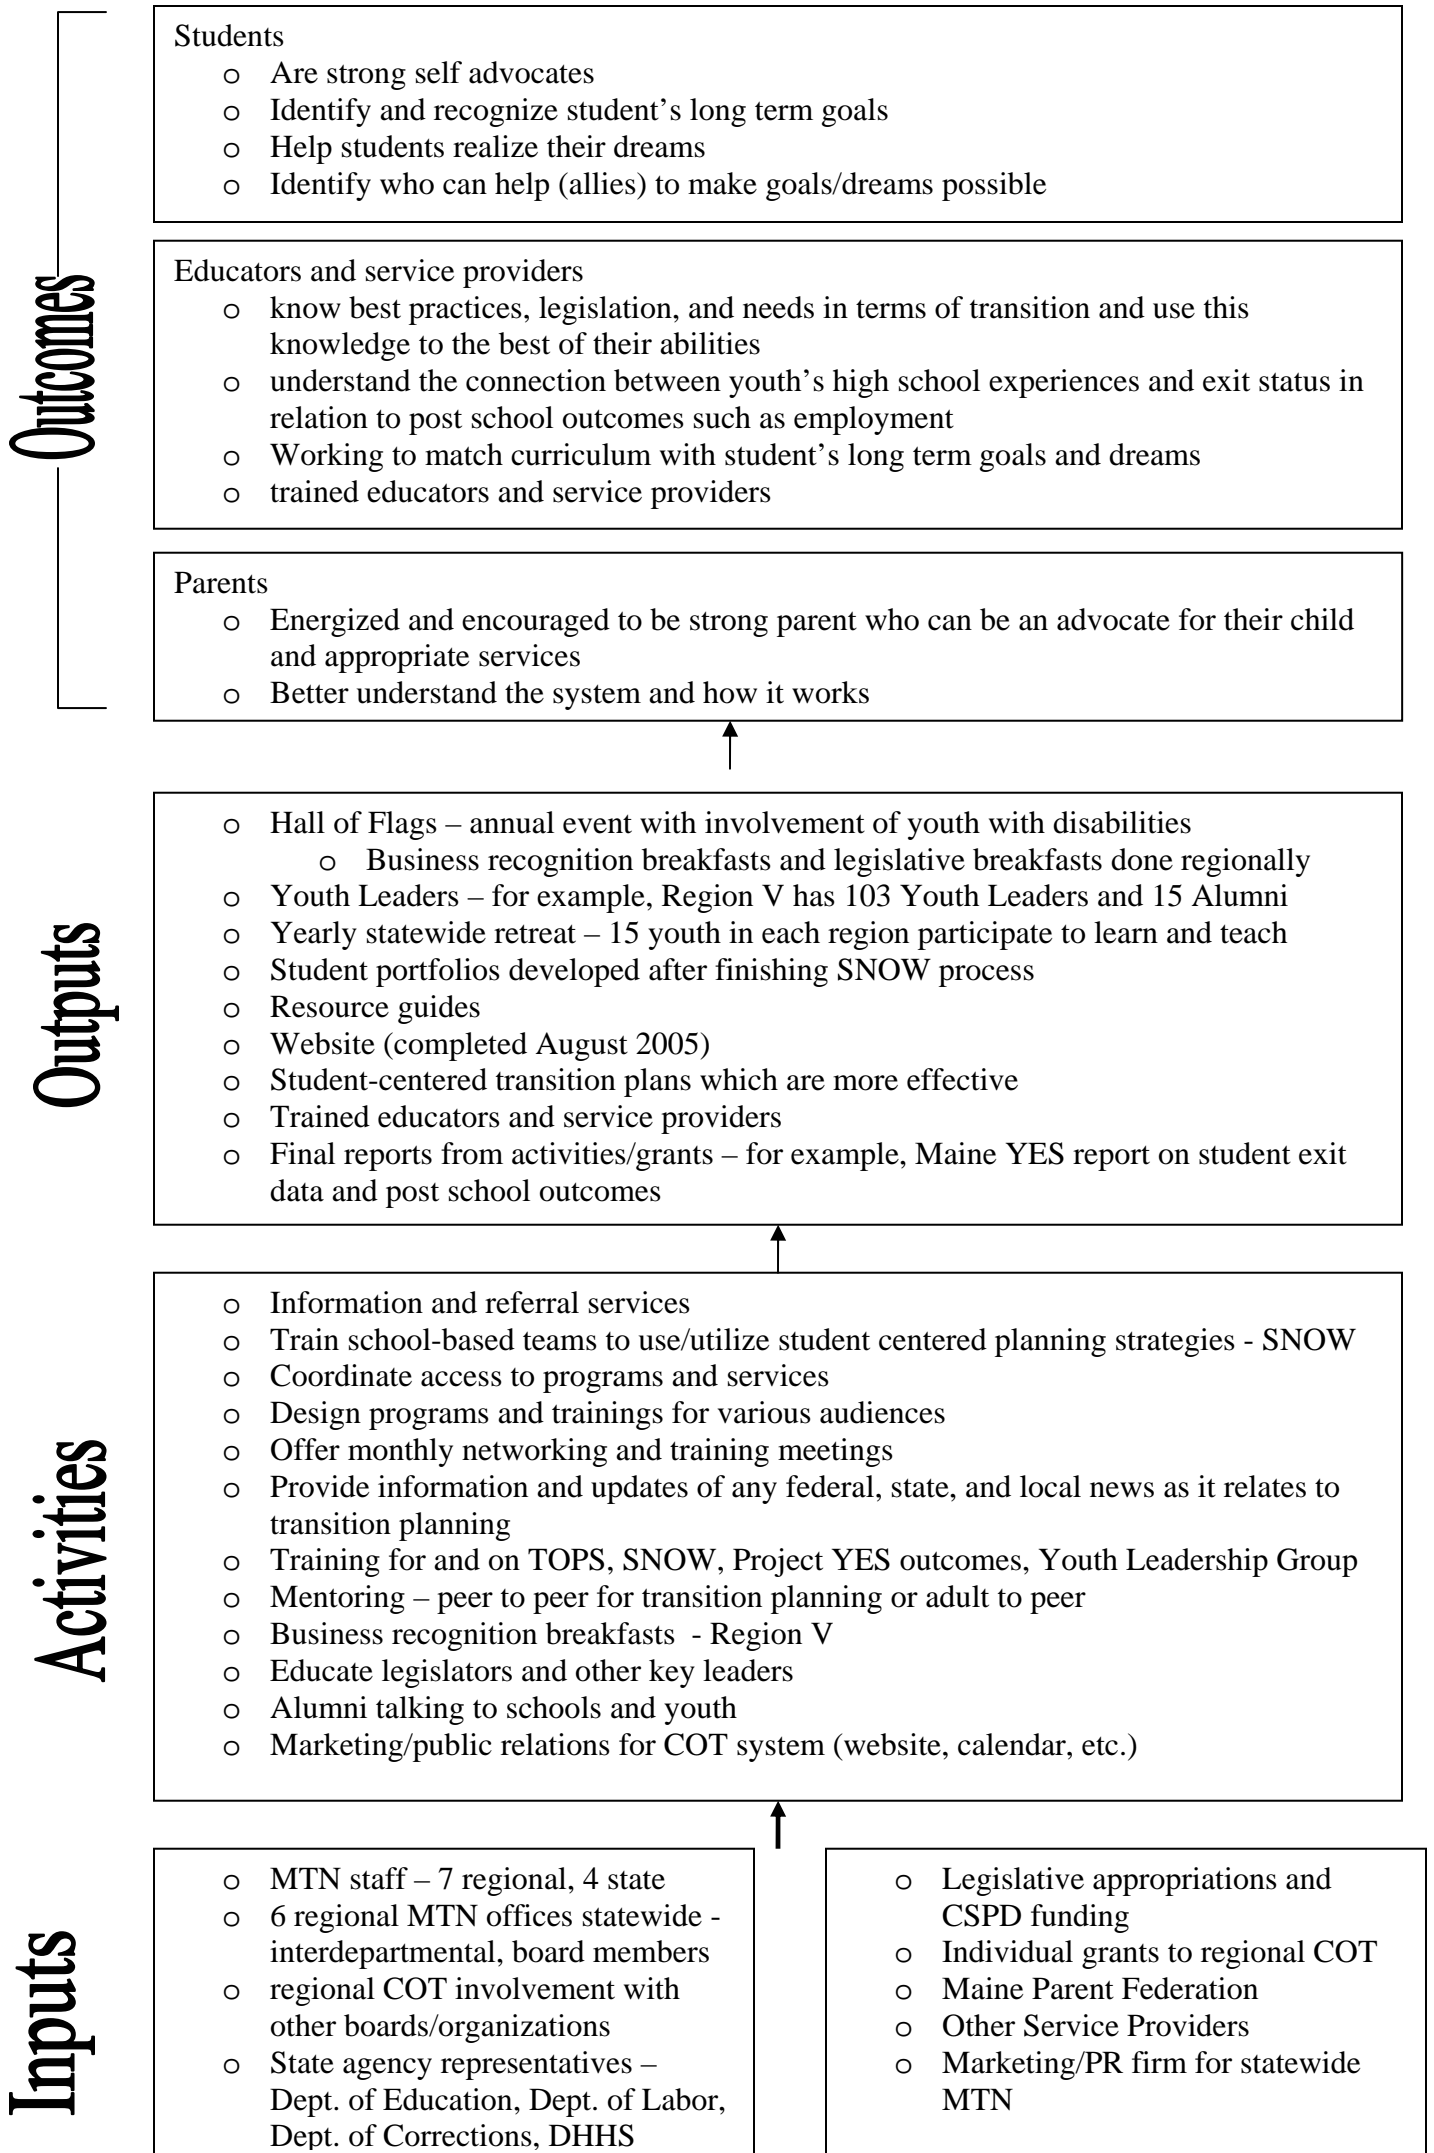 Outcomes
Students
o Are strong self advocates
o Identify and recognize student’s long term goals
o Help students realize their dreams
o Identify who can help (allies) to make goals/dreams possible
Educators and service providers
o know best practices, legislation, and needs in terms of transition and use this
knowledge to the best of their abilities
o understand the connection between youth’s high school experiences and exit status in
relation to post school outcomes such as employment
o Working to match curriculum with student’s long term goals and dreams
o trained educators and service providers
Parents
o Energized and encouraged to be strong parent who can be an advocate for their child
and appropriate services
o Better understand the system and how it works
Outputs
o Hall of Flags – annual event with involvement of youth with disabilities
o Business recognition breakfasts and legislative breakfasts done regionally
o Youth Leaders – for example, Region V has 103 Youth Leaders and 15 Alumni
o Yearly statewide retreat – 15 youth in each region participate to learn and teach
o Student portfolios developed after finishing SNOW process
o Resource guides
o Website (completed August 2005)
o Student-centered transition plans which are more effective
o Trained educators and service providers
o Final reports from activities/grants – for example, Maine YES report on student exit
data and post school outcomes
Activities
o Information and referral services
o Train school-based teams to use/utilize student centered planning strategies - SNOW
o Coordinate access to programs and services
o Design programs and trainings for various audiences
o Offer monthly networking and training meetings
o Provide information and updates of any federal, state, and local news as it relates to
transition planning
o Training for and on TOPS, SNOW, Project YES outcomes, Youth Leadership Group
o Mentoring – peer to peer for transition planning or adult to peer
o Business recognition breakfasts - Region V
o Educate legislators and other key leaders
o Alumni talking to schools and youth
o Marketing/public relations for COT system (website, calendar, etc.)
Inputs
o MTN staff – 7 regional, 4 state
o 6 regional MTN offices statewide -
interdepartmental, board members
o regional COT involvement with
other boards/organizations
o State agency representatives –
Dept. of Education, Dept. of Labor,
Dept. of Corrections, DHHS
o Legislative appropriations and
CSPD funding
o Individual grants to regional COT
o Maine Parent Federation
o Other Service Providers
o Marketing/PR firm for statewide
MTN